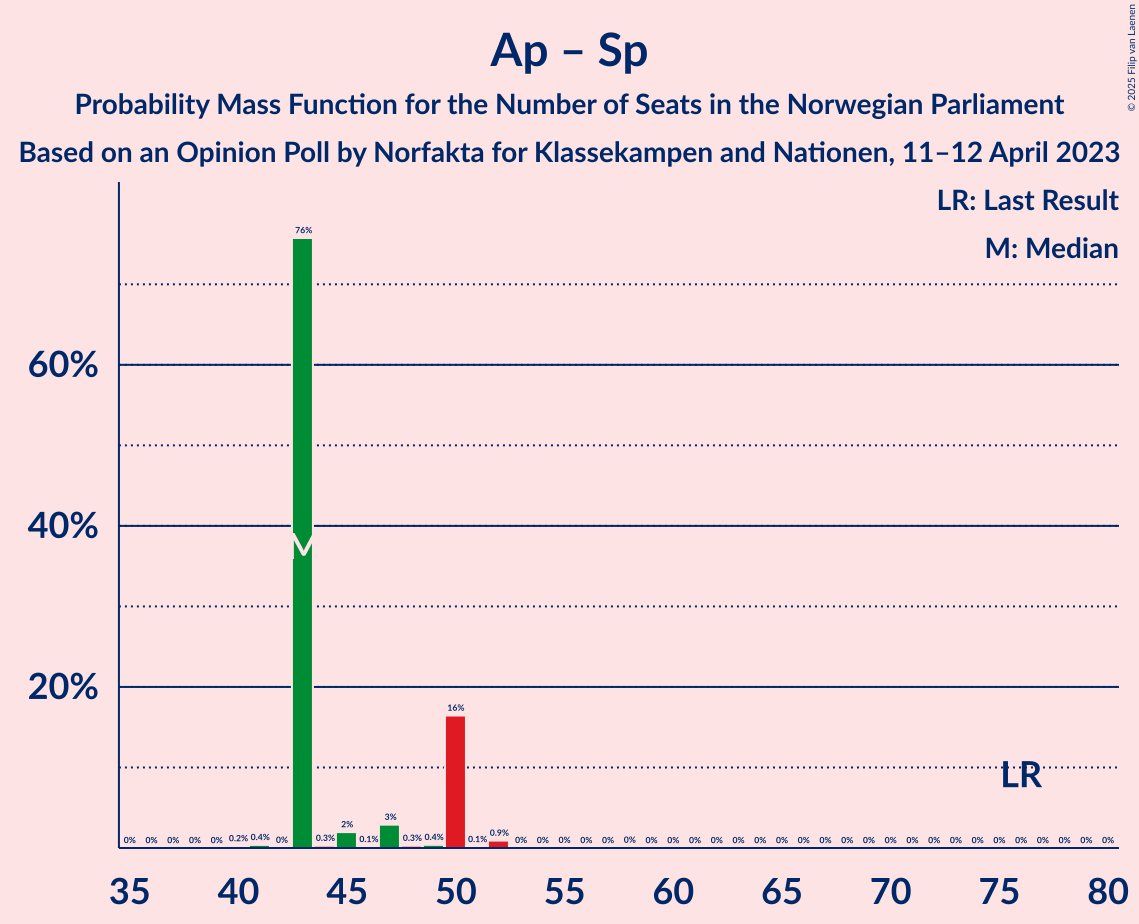 © 2025 Filip van Laenen
Ap – Sp
Probability Mass Function for the Number of Seats in the Norwegian Parliament
Based on an Opinion Poll by Norfakta for Klassekampen and Nationen, 11–12 April 2023
LR: Last Result
M: Median
76%
60%
40%
M
20%
16%
LR
0% 0% 0% 0% 0% 0.2% 0.4% 0% 0.3% 2% 0.1% 3% 0.3% 0.4% 0.1% 0.9% 0% 0% 0% 0% 0% 0% 0% 0% 0% 0% 0% 0% 0% 0% 0% 0% 0% 0% 0% 0% 0% 0% 0% 0% 0% 0% 0% 0%
35 40 45 50 55 60 65 70 75 80